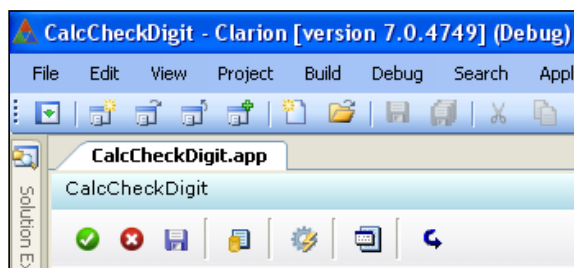 CalcCheckDigit - Clarion [version 7.0.4749] (Debug)
File Edit View Project Build Debug Search Appl
CalcCheckDigit.app
CalcCheckDigit
Solution Ex